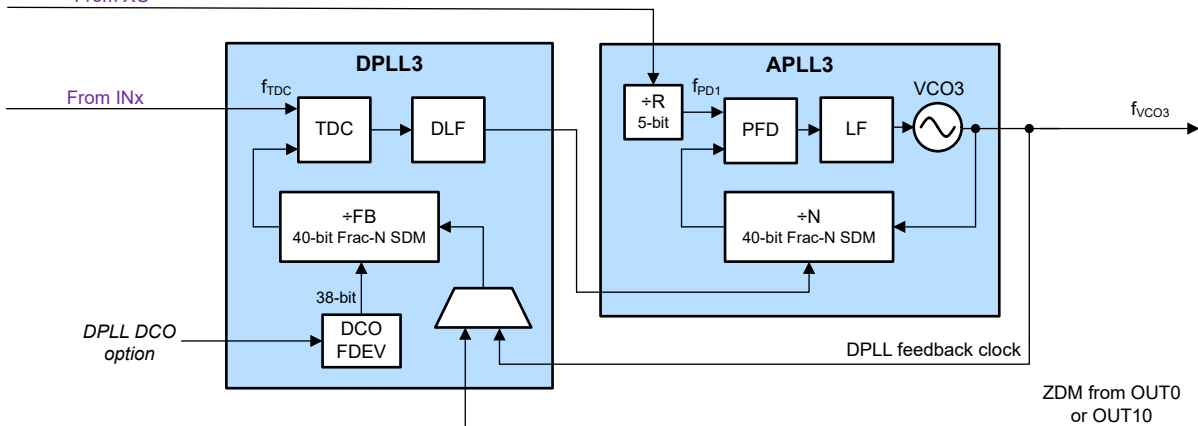 From XO
DPLL3
APLL3
From INx
fTDC
TDC
DLF
÷R
5-bit
fPD1
PFD
LF
VCO3
fVCO3
÷FB
40-bit Frac-N SDM
÷N
40-bit Frac-N SDM
38-bit
DPLL DCO
option
DCO
FDEV
DPLL feedback clock
ZDM from OUT0
or OUT10